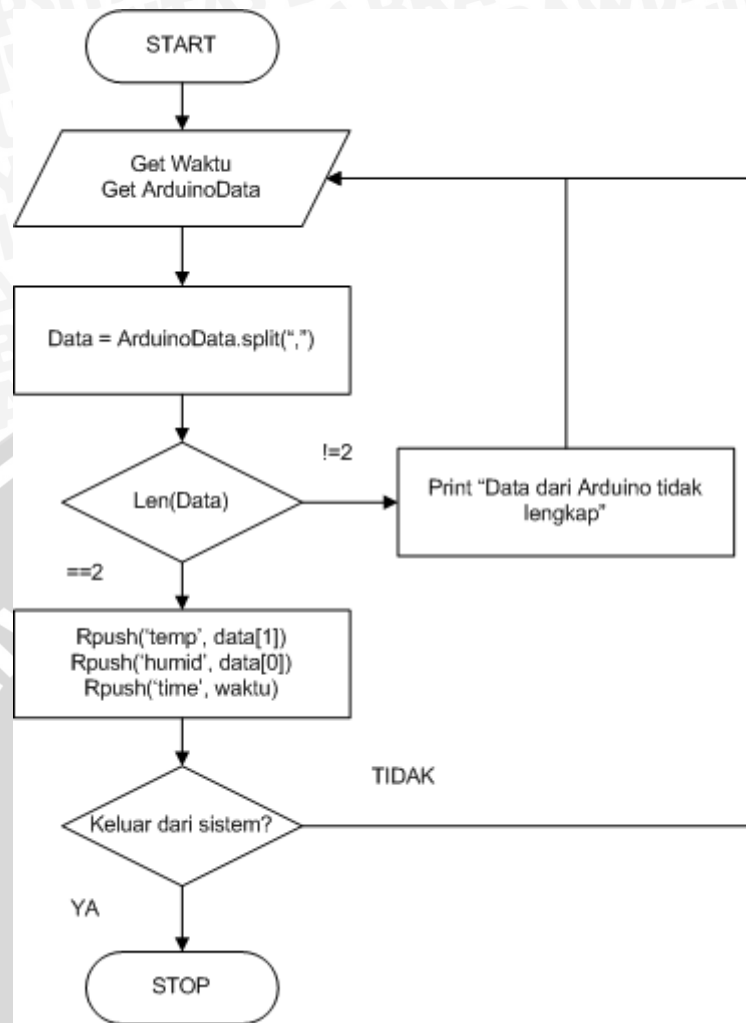 START
Get Waktu
Get ArduinoData
Data = ArduinoData.split(“,”)
!=2
Len(Data)
Print “Data dari Arduino tidak
lengkap”
==2
Rpush(‘temp’, data[1])
Rpush(‘humid’, data[0])
Rpush(‘time’, waktu)
TIDAK
Keluar dari sistem?
YA
STOP